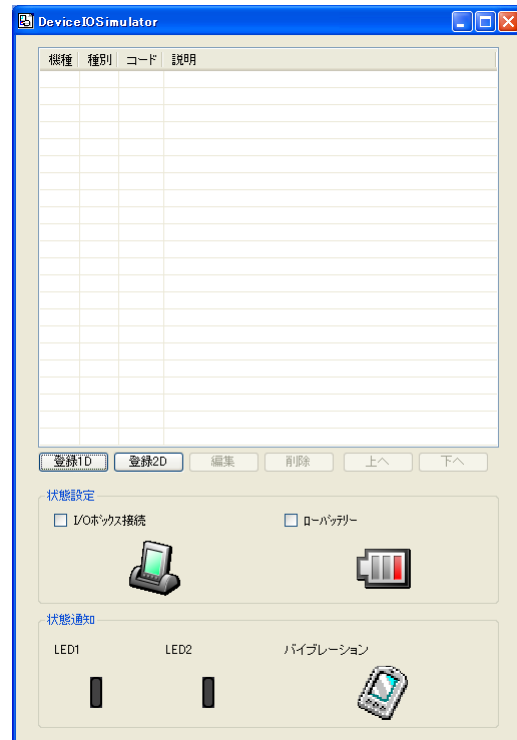 DeviceIOSimulator
機種 種別 コード 説明
登録1D 登録2D 編集 削除 上へ 下へ
状態設定
I/Oボックス接続 ローバッテリー
状態通知
LED1 LED2 バイブレーション